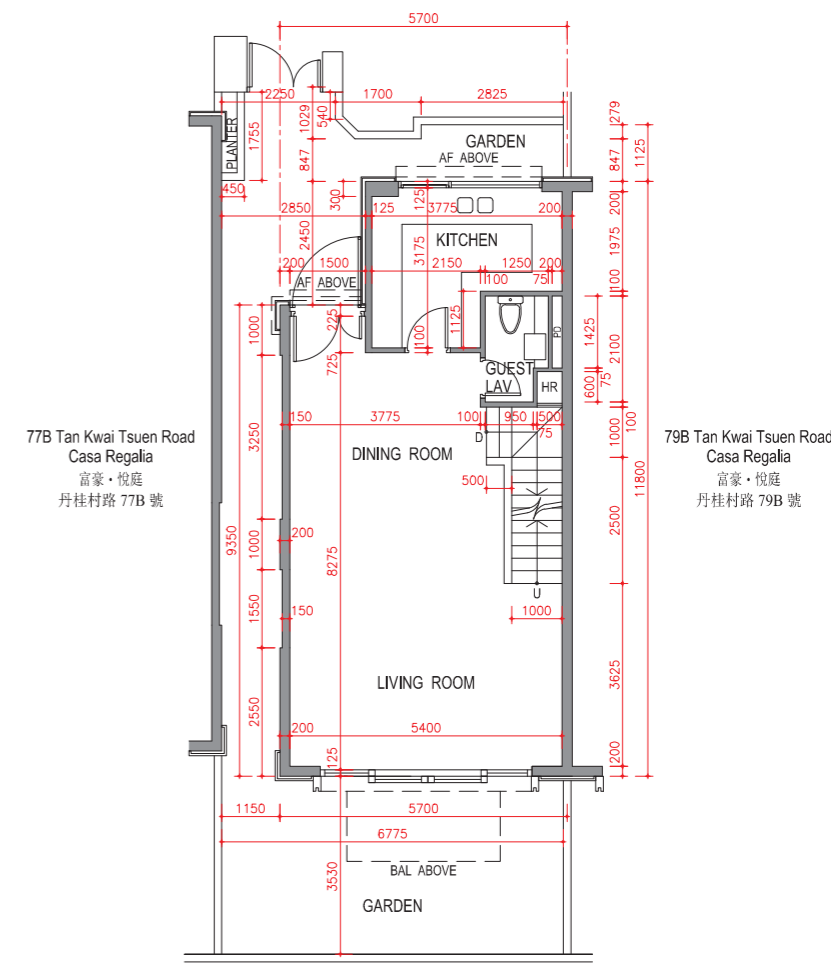 5700
2250
1700
2825
1029
540
279
PLANTER
1755
GARDEN
AF ABOVE
847
847
1125
450
300
125
200
2850
125
3775
200
2450
3175
KITCHEN
1975
200
1500
2150
1250
200
100
75
100
AF ABOVE
1000
225
1125
100
725
PD
1425
2100
GUEST
LAV
HR
600
75
150
3775
100
950
500
75
D
1000
100
77B Tan Kwai Tsuen Road
Casa Regalia
富豪・悅庭
丹桂村路 77B 號
DINING ROOM
79B Tan Kwai Tsuen Road
Casa Regalia
富豪・悅庭
丹桂村路 79B 號
3250
500
11800
2500
9350
1000
200
8275
1550
150
U
1000
LIVING ROOM
3625
2550
200
5400
125
200
1150
5700
6775
3530
BAL ABOVE
GARDEN